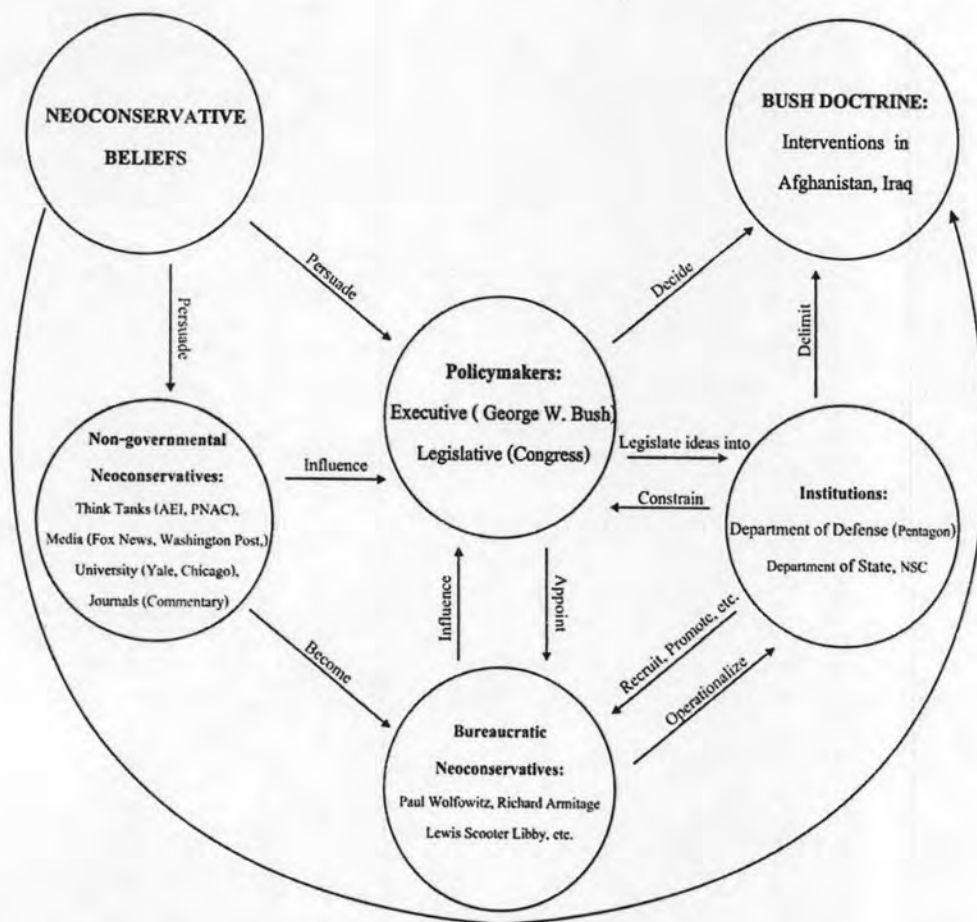 NEOCONSERVATIVE
BELIEFS
BUSH DOCTRINE:
Interventions in
Afghanistan, Iraq
Persuade
Persuade
Decide
Delimit
Policymakers:
Executive ( George W. Bush)
Legislative (Congress)
Non-governmental
Neoconservatives:
Think Tanks (AEI, PNAC),
Media (Fox News, Washington Post,)
University (Yale, Chicago),
Journals (Commentary)
Influence
Legislate ideas into
Constrain
Institutions:
Department of Defense (Pentagon)
Department of State, NSC
Influence
Appoint
Become
Recruit, Promote, etc.
Operationalize
Bureaucratic
Neoconservatives:
Paul Wolfowitz, Richard Armitage
Lewis Scooter Libby, etc.